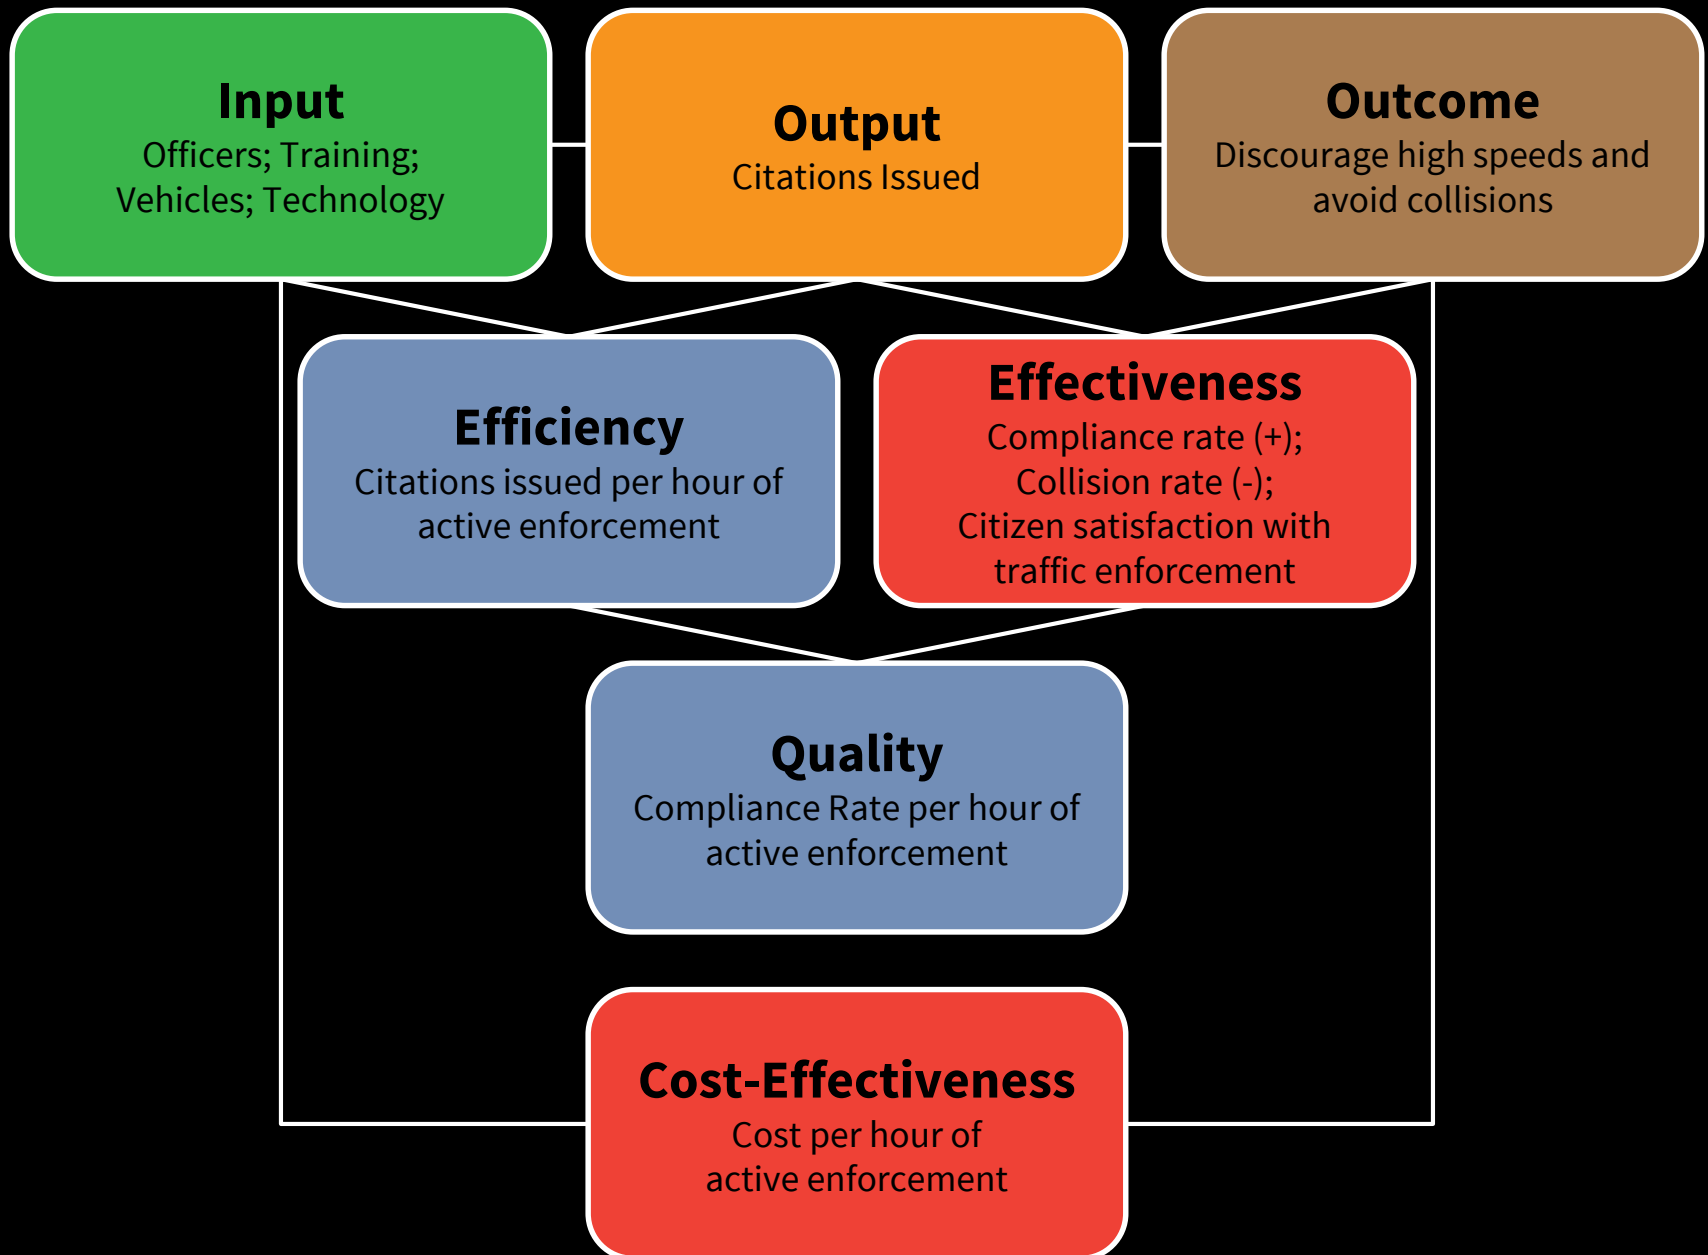 Input
Officers; Training;
Vehicles; Technology
Output
Citations Issued
Outcome
Discourage high speeds and
avoid collisions
Efficiency
Citations issued per hour of
active enforcement
Effectiveness
Compliance rate (+);
Collision rate (-);
Citizen satisfaction with
traffic enforcement
Quality
Compliance Rate per hour of
active enforcement
Cost-Effectiveness
Cost per hour of
active enforcement